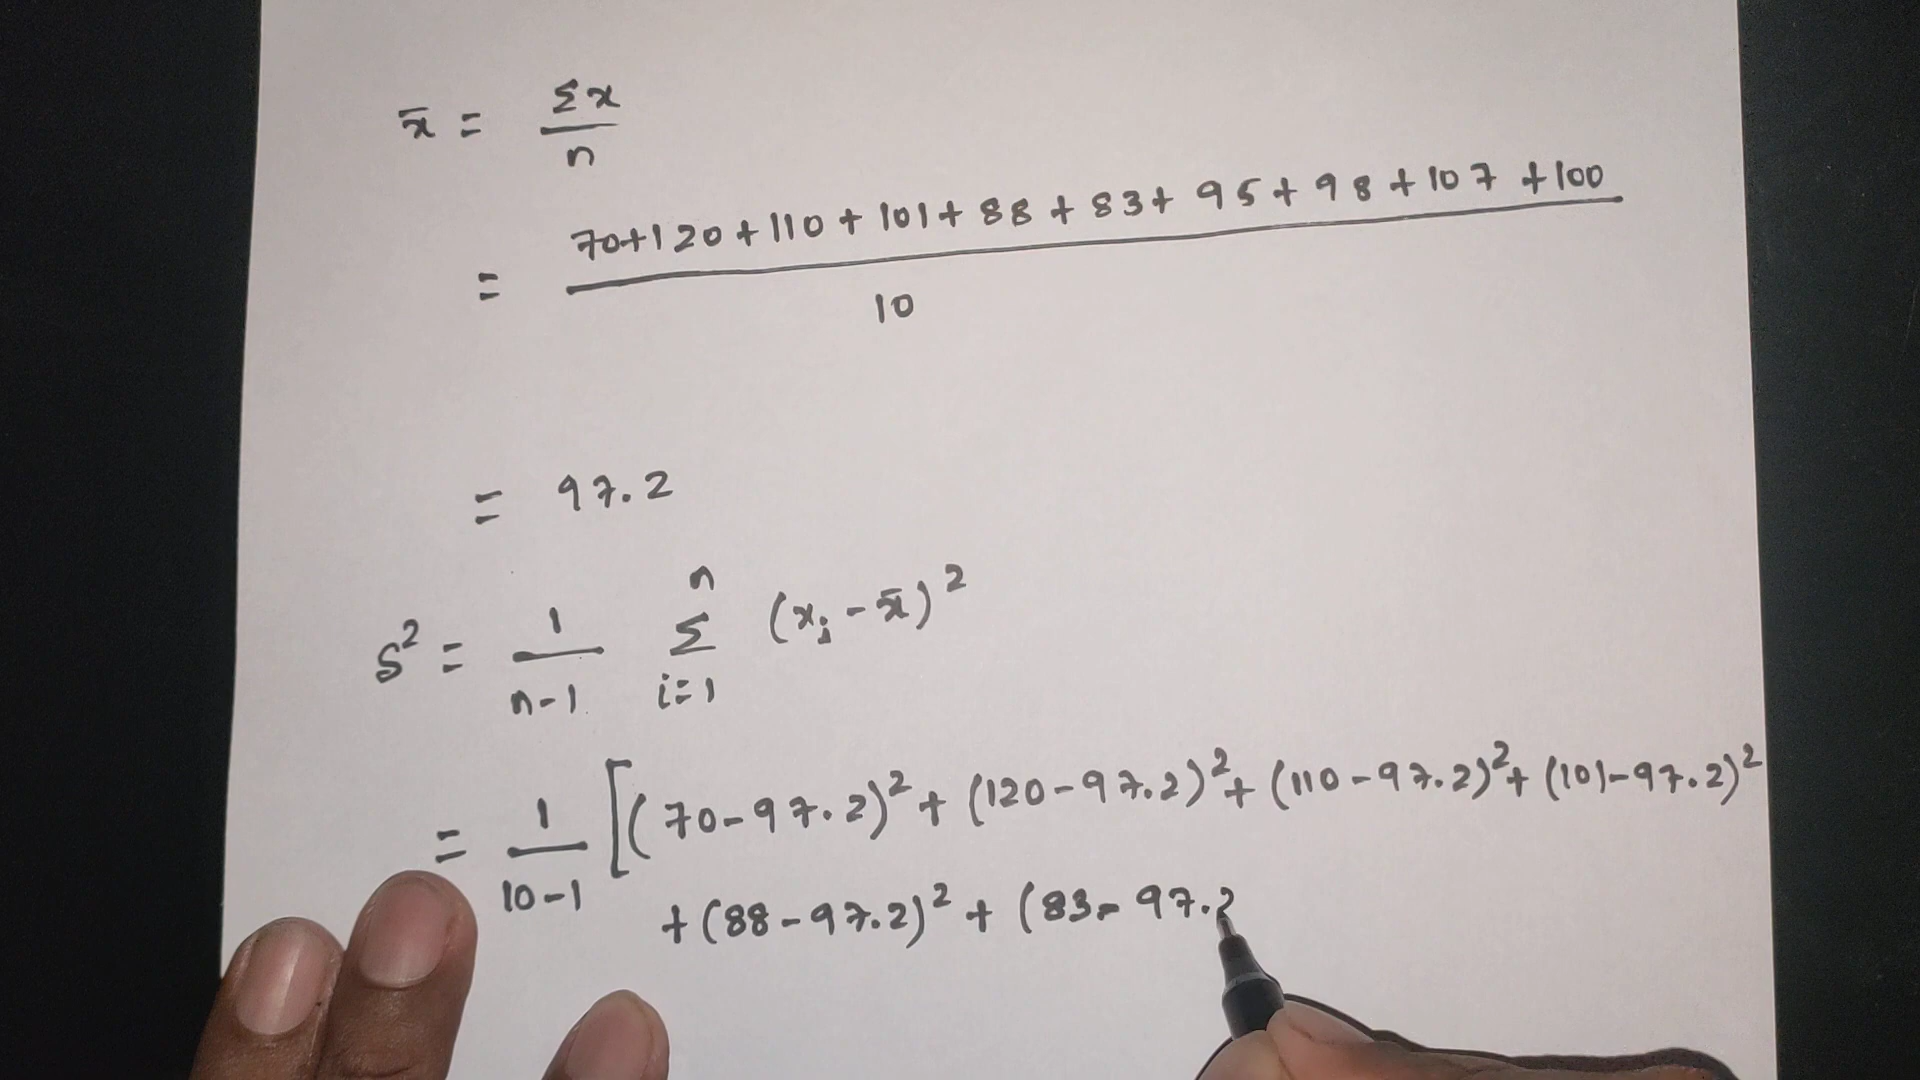 x̄ = Σx / n
= 70+120+110+101+88+83+95+98+107+100 / 10
= 97.2
S² = 1/n-1 Σ i=1 n (xᵢ - x̄)²
= 1/10-1 [(70-97.2)² + (120-97.2)² + (110-97.2)² + (101-97.2)²
+ (88-97.2)² + (83-97.2